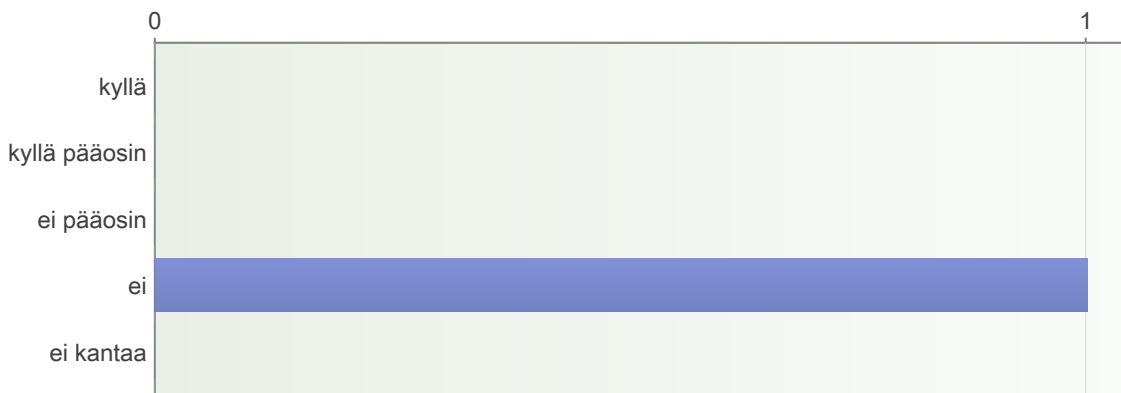 0 1
kyllä
kyllä pääosin
ei pääosin
ei
ei kantaa